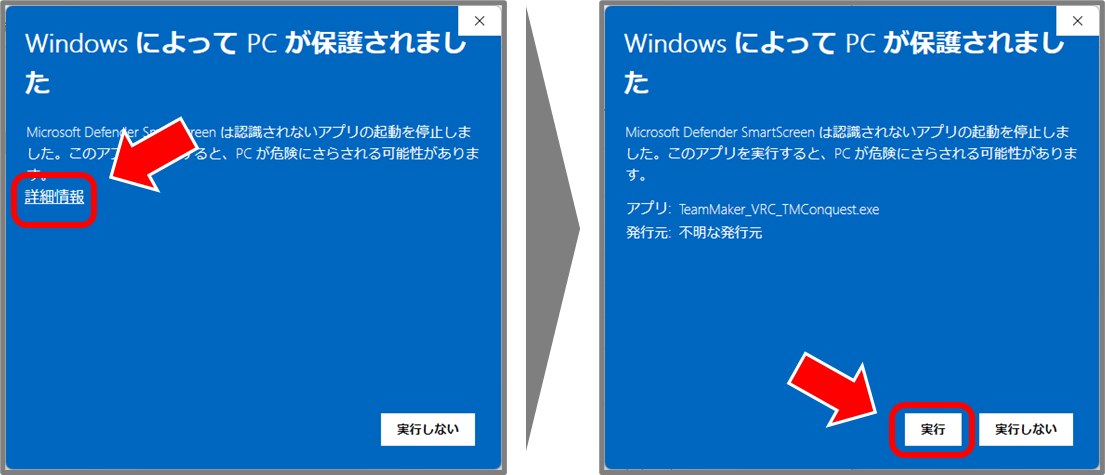 Windows によって PC が保護されまし
た
Microsoft Defender SmartScreen は認識されないアプリの起動を停止しま
した。このアプ すると、PC が危険にさらされる可能性がありま
す。
詳細情報
実行しない
Windows によって PC が保護されまし
た
Microsoft Defender SmartScreen は認識されないアプリの起動を停止しま
した。このアプリを実行すると、PC が危険にさらされる可能性がありま
す。
アプリ: TeamMaker_VRC_TMConquest.exe
発行元: 不明な発行元
実行
実行しない